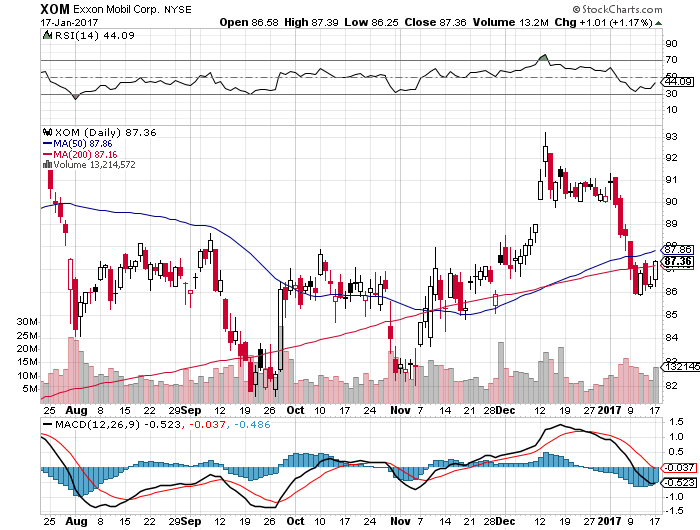 XOM Exxon Mobil Corp. NYSE © StockCharts.com
17-Jan-2017 Open 86.58 High 87.39 Low 86.25 Close 87.36 Volume 13.2M Chg +1.01 (+1.17%)
RSI(14) 44.09
90
70
50
44.09
30
10
XOM (Daily) 87.36
MA(50) 87.86
MA(200) 87.16
Volume 13,214,572
93
92
91
90
89
88
87.86
87.36
86
85
84
83
82
30M
25M
20M
15M
10M
5M
13214572
25 Aug 8 15 22 29 Sep 12 19 26 Oct 10 17 24 Nov 7 14 21 28 Dec 12 19 27 2017 9 17
MACD(12,26,9) -0.523, -0.037, -0.486
1.5
1.0
0.5
-0.037
-0.523
-1.0
-1.5
25 Aug 8 15 22 29 Sep 12 19 26 Oct 10 17 24 Nov 7 14 21 28 Dec 12 19 27 2017 9 17